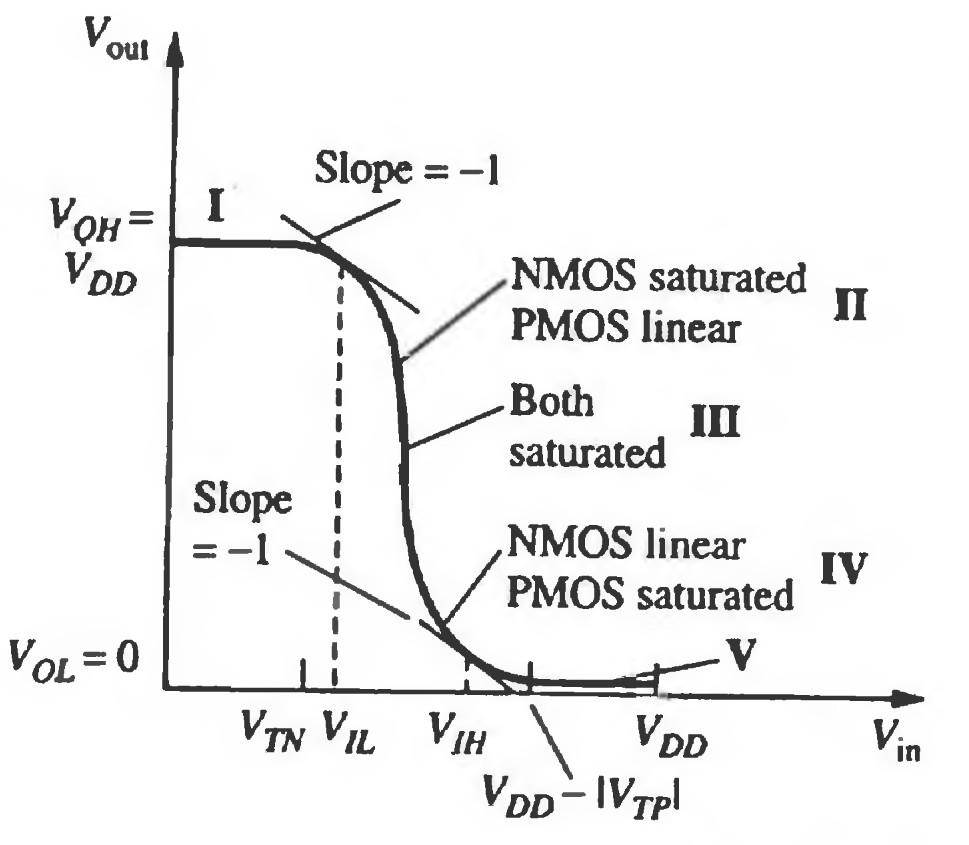 V_out
Slope = −1
I
V_OH =
V_DD
NMOS saturated
PMOS linear
II
Both
saturated
III
Slope
= −1
NMOS linear
PMOS saturated
IV
V_OL = 0
V
V_TN V_IL V_IH V_DD V_in
V_DD − |V_TP|